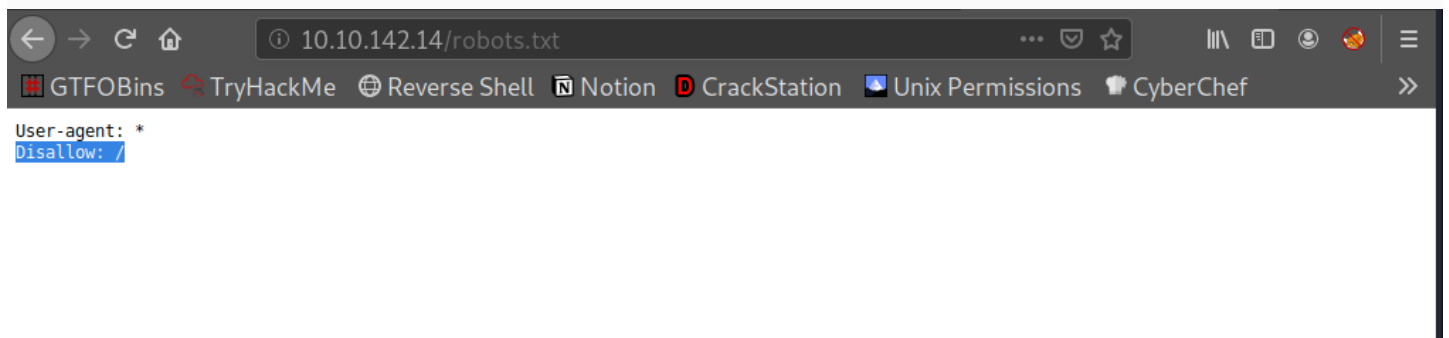 10.10.142.14/robots.txt
GTFOBins TryHackMe Reverse Shell Notion CrackStation Unix Permissions CyberChef
User-agent: *
Disallow: /